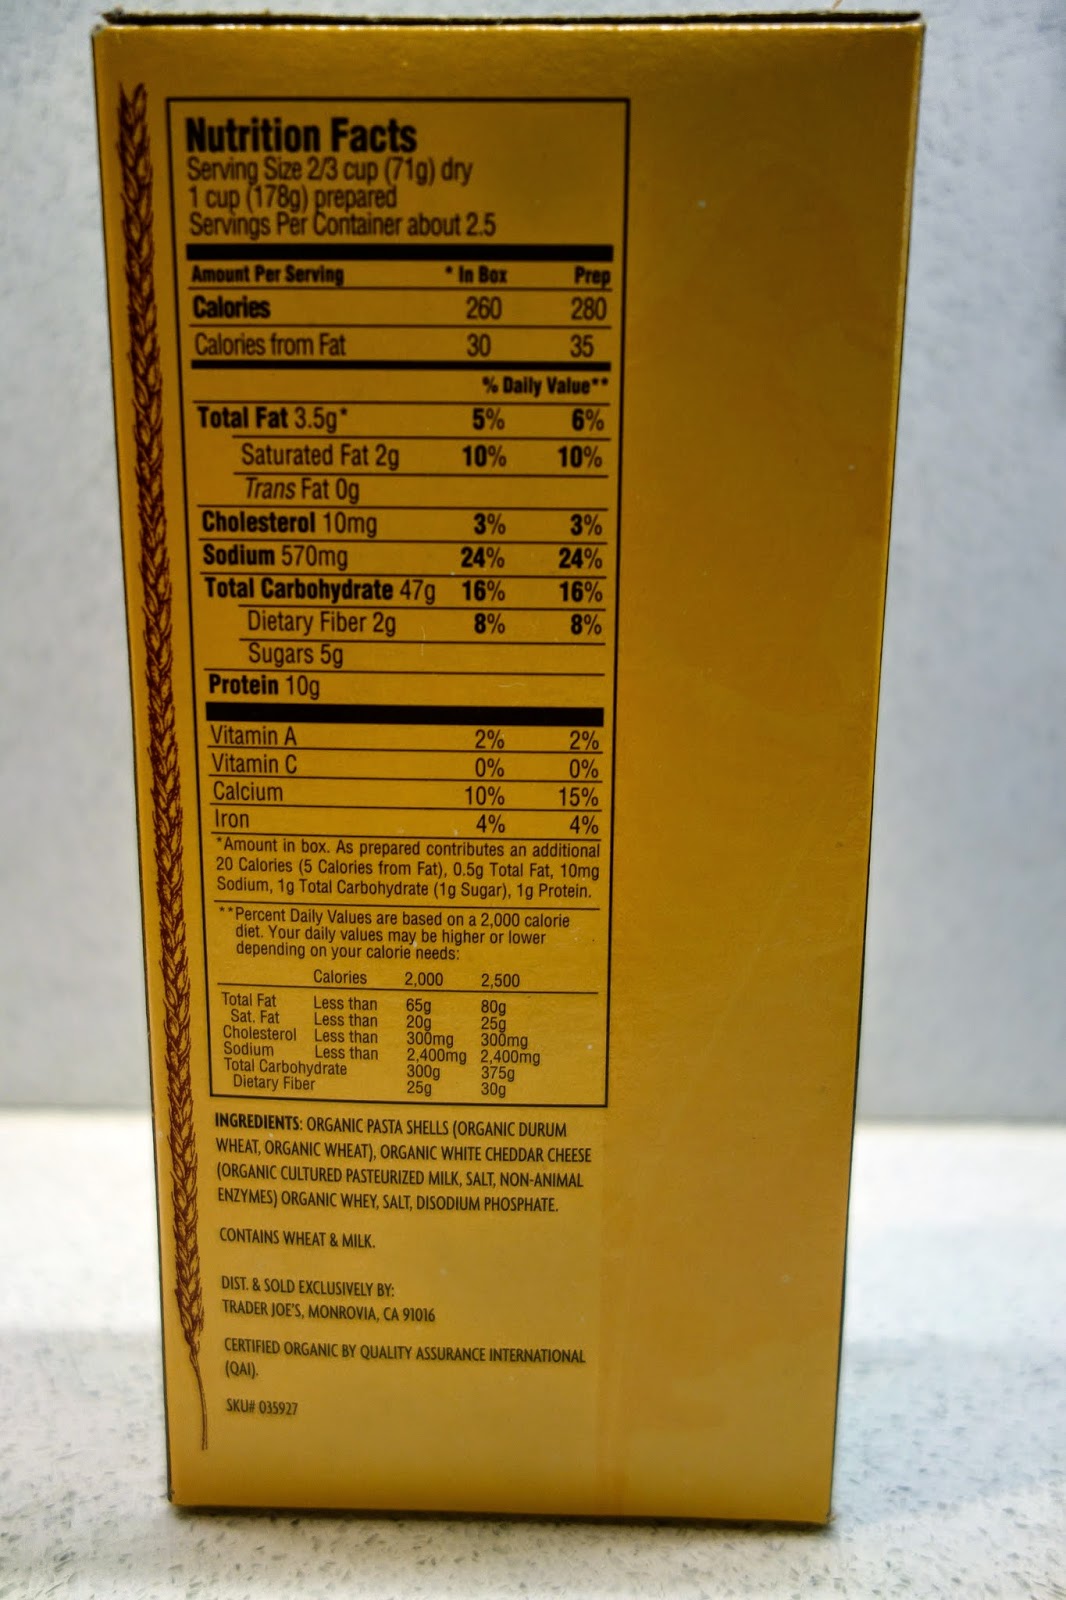 Nutrition Facts
Serving Size 2/3 cup (71g) dry
1 cup (178g) prepared
Servings Per Container about 2.5
Amount Per Serving * In Box Prep
Calories 260 280
Calories from Fat 30 35
% Daily Value**
Total Fat 3.5g* 5% 6%
Saturated Fat 2g 10% 10%
Trans Fat 0g
Cholesterol 10mg 3% 3%
Sodium 570mg 24% 24%
Total Carbohydrate 47g 16% 16%
Dietary Fiber 2g 8% 8%
Sugars 5g
Protein 10g
Vitamin A 2% 2%
Vitamin C 0% 0%
Calcium 10% 15%
Iron 4% 4%
*Amount in box. As prepared contributes an additional
20 Calories (5 Calories from Fat), 0.5g Total Fat, 10mg
Sodium, 1g Total Carbohydrate (1g Sugar), 1g Protein.
**Percent Daily Values are based on a 2,000 calorie
diet. Your daily values may be higher or lower
depending on your calorie needs:
Calories 2,000 2,500
Total Fat Less than 65g 80g
Sat. Fat Less than 20g 25g
Cholesterol Less than 300mg 300mg
Sodium Less than 2,400mg 2,400mg
Total Carbohydrate 300g 375g
Dietary Fiber 25g 30g
INGREDIENTS: ORGANIC PASTA SHELLS (ORGANIC DURUM
WHEAT, ORGANIC WHEAT), ORGANIC WHITE CHEDDAR CHEESE
(ORGANIC CULTURED PASTEURIZED MILK, SALT, NON-ANIMAL
ENZYMES) ORGANIC WHEY, SALT, DISODIUM PHOSPHATE.
CONTAINS WHEAT & MILK.
DIST. & SOLD EXCLUSIVELY BY:
TRADER JOE'S, MONROVIA, CA 91016
CERTIFIED ORGANIC BY QUALITY ASSURANCE INTERNATIONAL
(QAI).
SKU# 035927